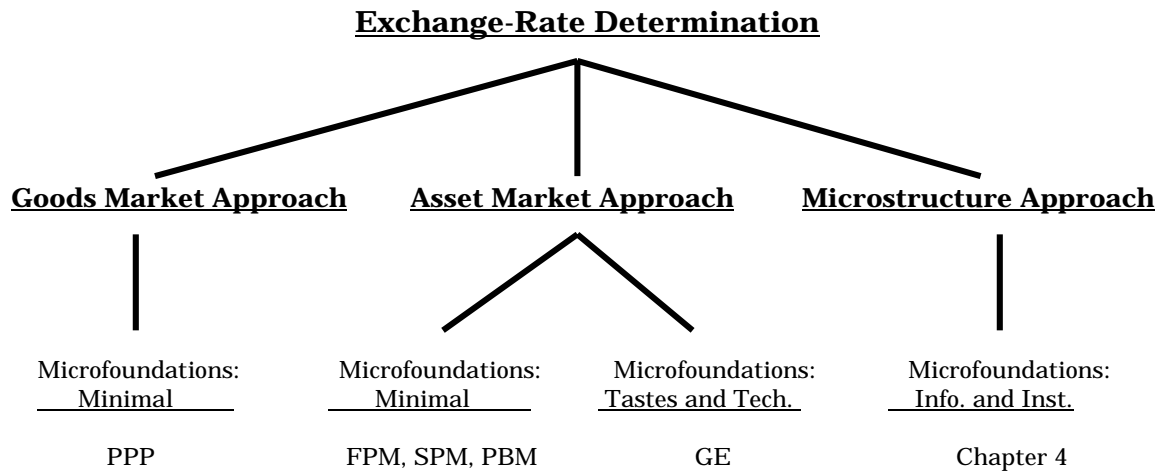 Exchange-Rate Determination
Goods Market Approach
Asset Market Approach
Microstructure Approach
Microfoundations:
Minimal
PPP
Microfoundations:
Minimal
FPM, SPM, PBM
Microfoundations:
Tastes and Tech.
GE
Microfoundations:
Info. and Inst.
Chapter 4